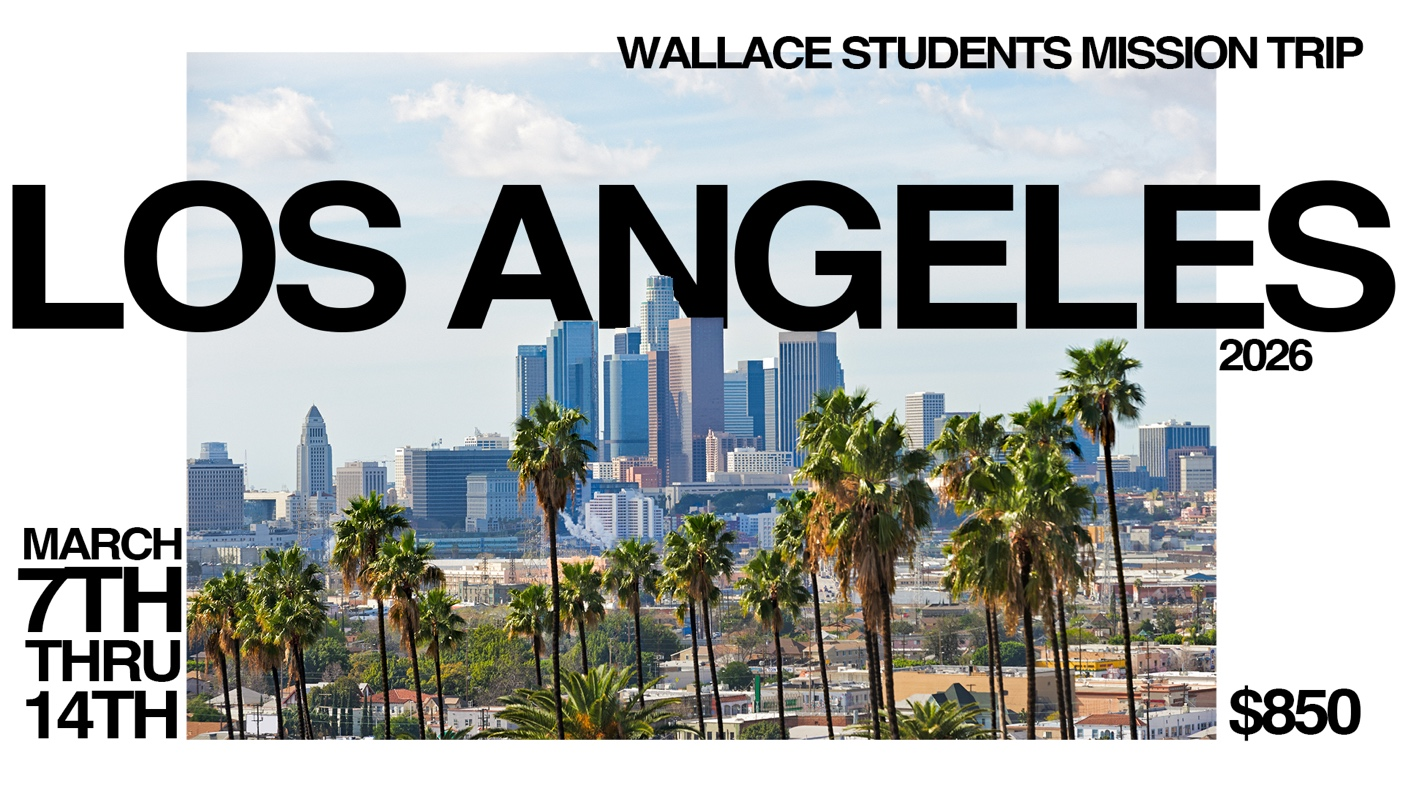 WALLACE STUDENTS MISSION TRIP
LOS ANGELES
2026
MARCH
7TH
THRU
14TH
$850